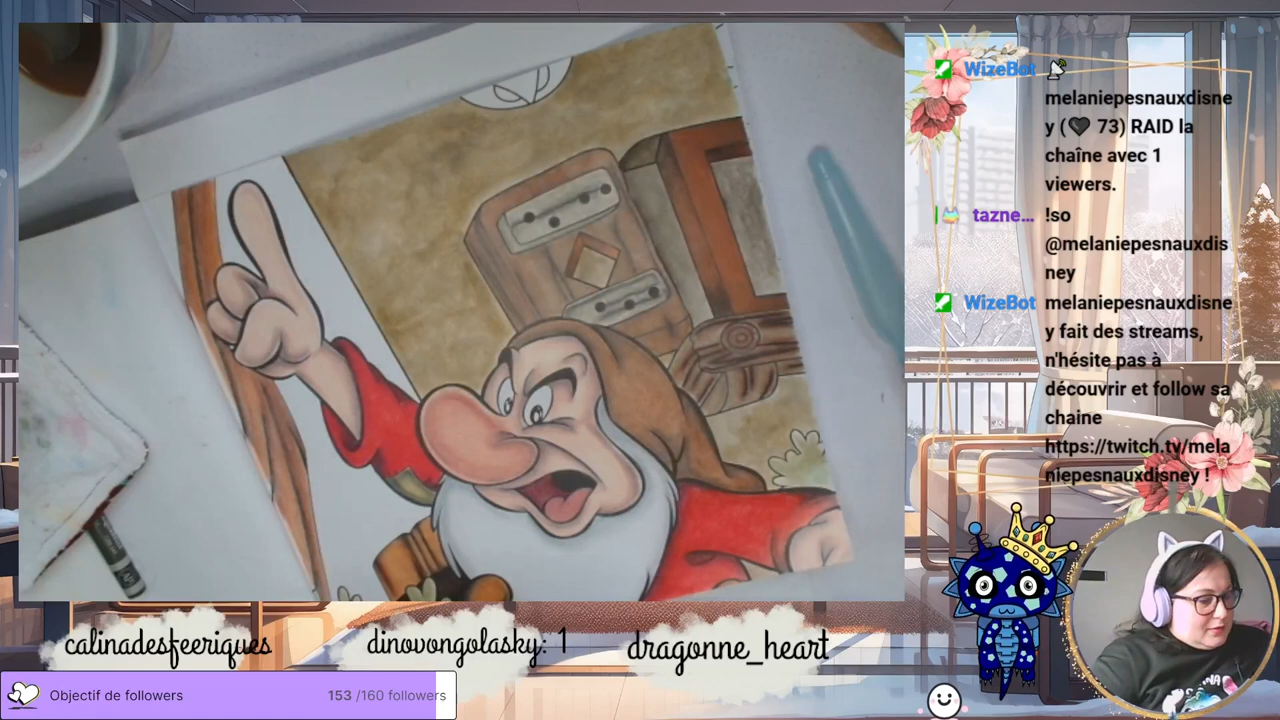 WizeBot
melaniepesnauxdisne
y (🖤 73) RAID la
chaîne avec 1
viewers.
tazne… !so
@melaniepesnauxdis
ney
WizeBot melaniepesnauxdisne
y fait des streams,
n'hésite pas à
découvrir et follow sa
chaine
https://twitch.tv/mela
niepesnauxdisney !
calinadesfeeriques
dinovongolasky: 1
dragonne_heart
Objectif de followers 153 /160 followers